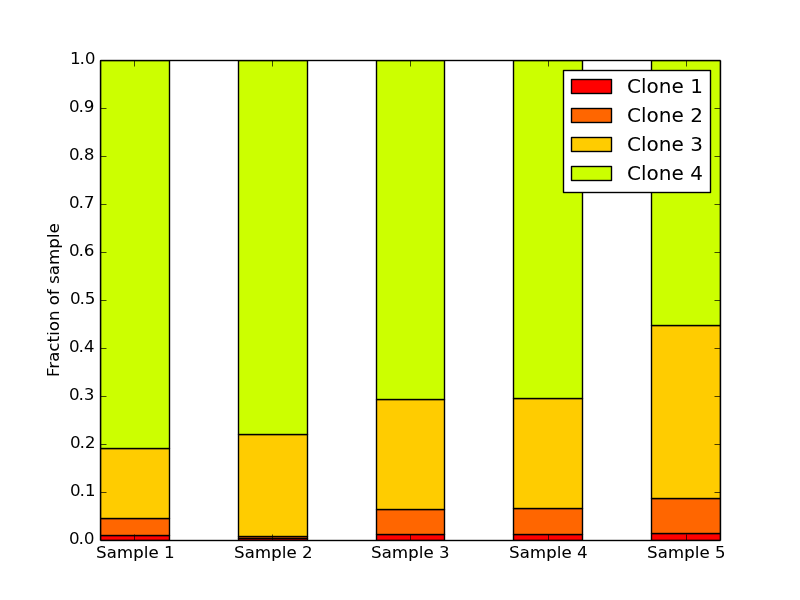 1.0
0.9
0.8
0.7
0.6
0.5
0.4
0.3
0.2
0.1
0.0
Fraction of sample
Clone 1
Clone 2
Clone 3
Clone 4
Sample 1 Sample 2 Sample 3 Sample 4 Sample 5